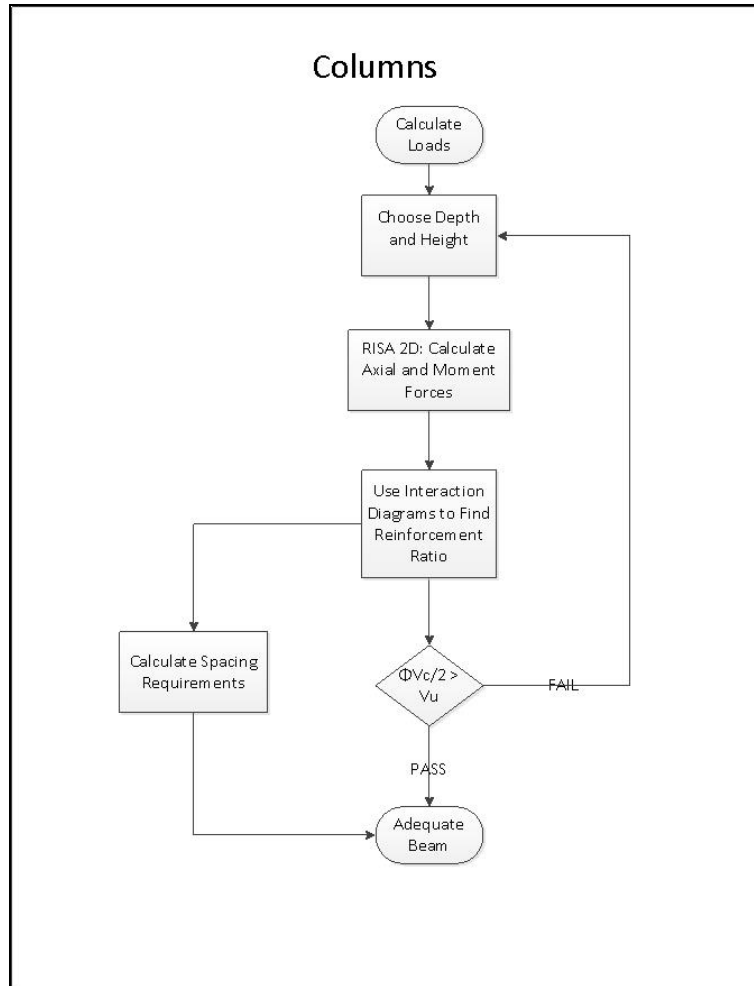 Columns
Calculate
Loads
Choose Depth
and Height
RISA 2D: Calculate
Axial and Moment
Forces
Use Interaction
Diagrams to Find
Reinforcement
Ratio
Calculate Spacing
Requirements
ΦVc/2 >
Vu
FAIL
PASS
Adequate
Beam